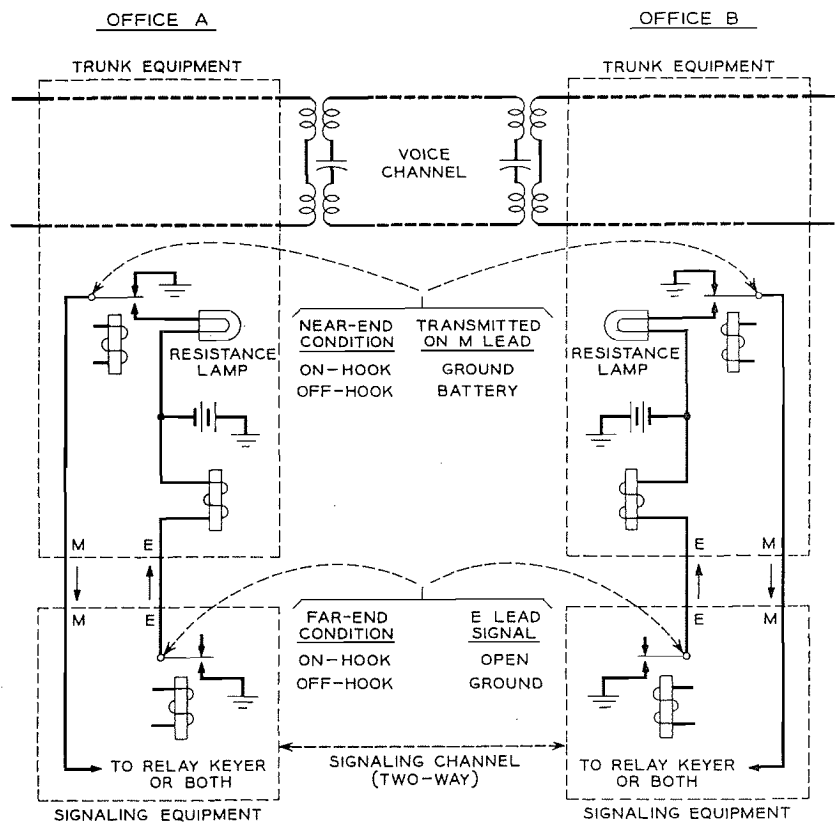 OFFICE A
OFFICE B
TRUNK EQUIPMENT
TRUNK EQUIPMENT
VOICE
CHANNEL
RESISTANCE
LAMP
NEAR-END
CONDITION
TRANSMITTED
ON M LEAD
ON-HOOK
GROUND
OFF-HOOK
BATTERY
RESISTANCE
LAMP
M
E
E
M
M
E
E
M
FAR-END
CONDITION
E LEAD
SIGNAL
ON-HOOK
OPEN
OFF-HOOK
GROUND
TO RELAY KEYER
OR BOTH
SIGNALING CHANNEL
(TWO-WAY)
TO RELAY KEYER
OR BOTH
SIGNALING EQUIPMENT
SIGNALING EQUIPMENT